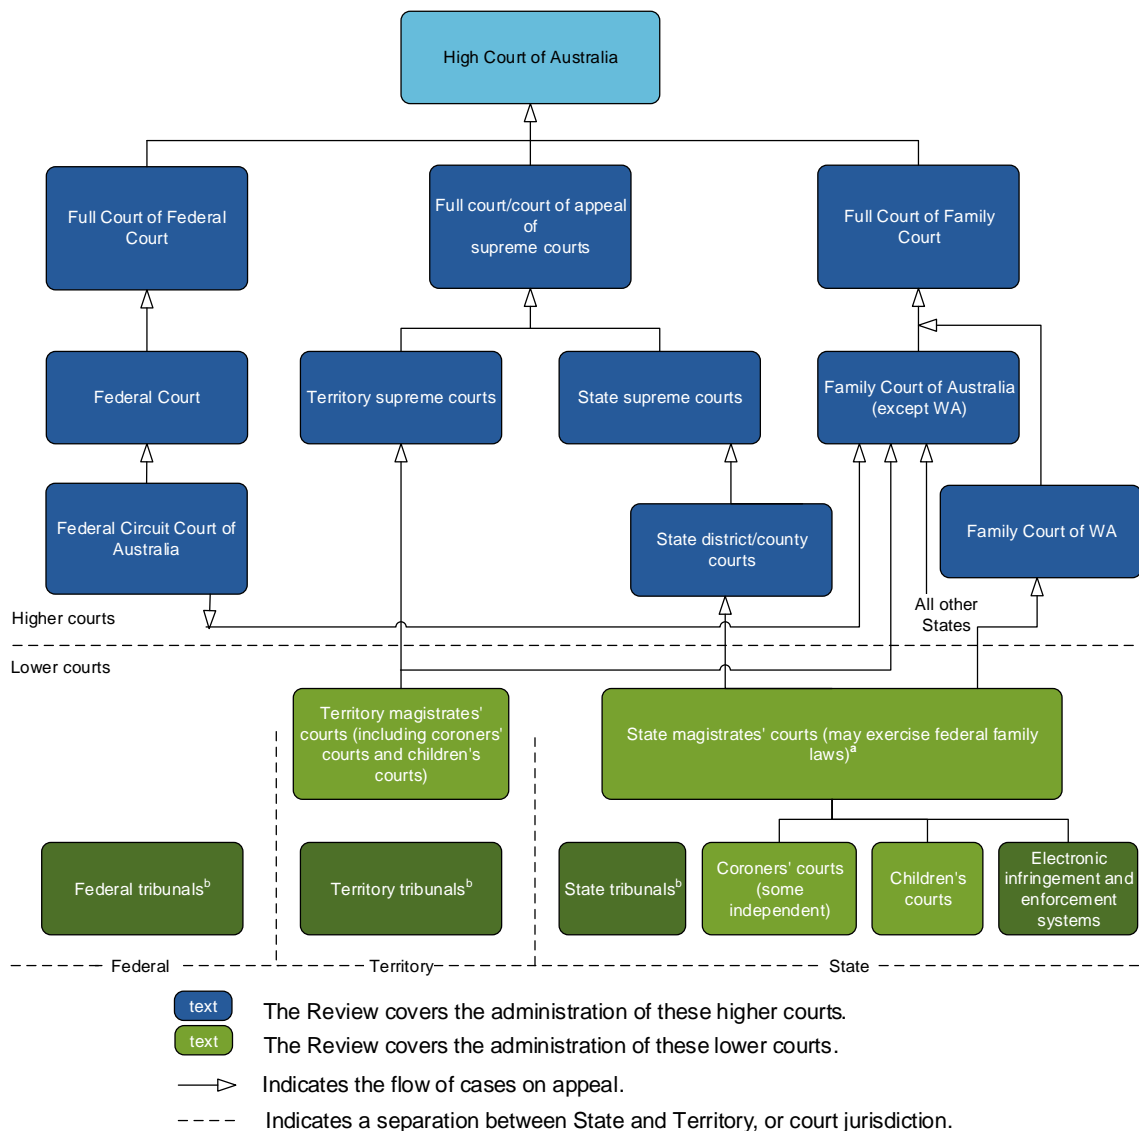 High Court of Australia
Full Court of Federal
Court
Full court/court of appeal
of
supreme courts
Full Court of Family
Court
Federal Court
Territory supreme courts
State supreme courts
Family Court of Australia
(except WA)
Federal Circuit Court of
Australia
State district/county
courts
Family Court of WA
Higher courts
All other
States
Lower courts
Territory magistrates'
courts (including coroners'
courts and children's
courts)
State magistrates' courts (may exercise federal family
laws)a
Federal tribunalsb
Territory tribunalsb
State tribunalsb
Coroners' courts
(some
independent)
Children's
courts
Electronic
infringement and
enforcement
systems
Federal
Territory
State
text
The Review covers the administration of these higher courts.
text
The Review covers the administration of these lower courts.
Indicates the flow of cases on appeal.
Indicates a separation between State and Territory, or court jurisdiction.